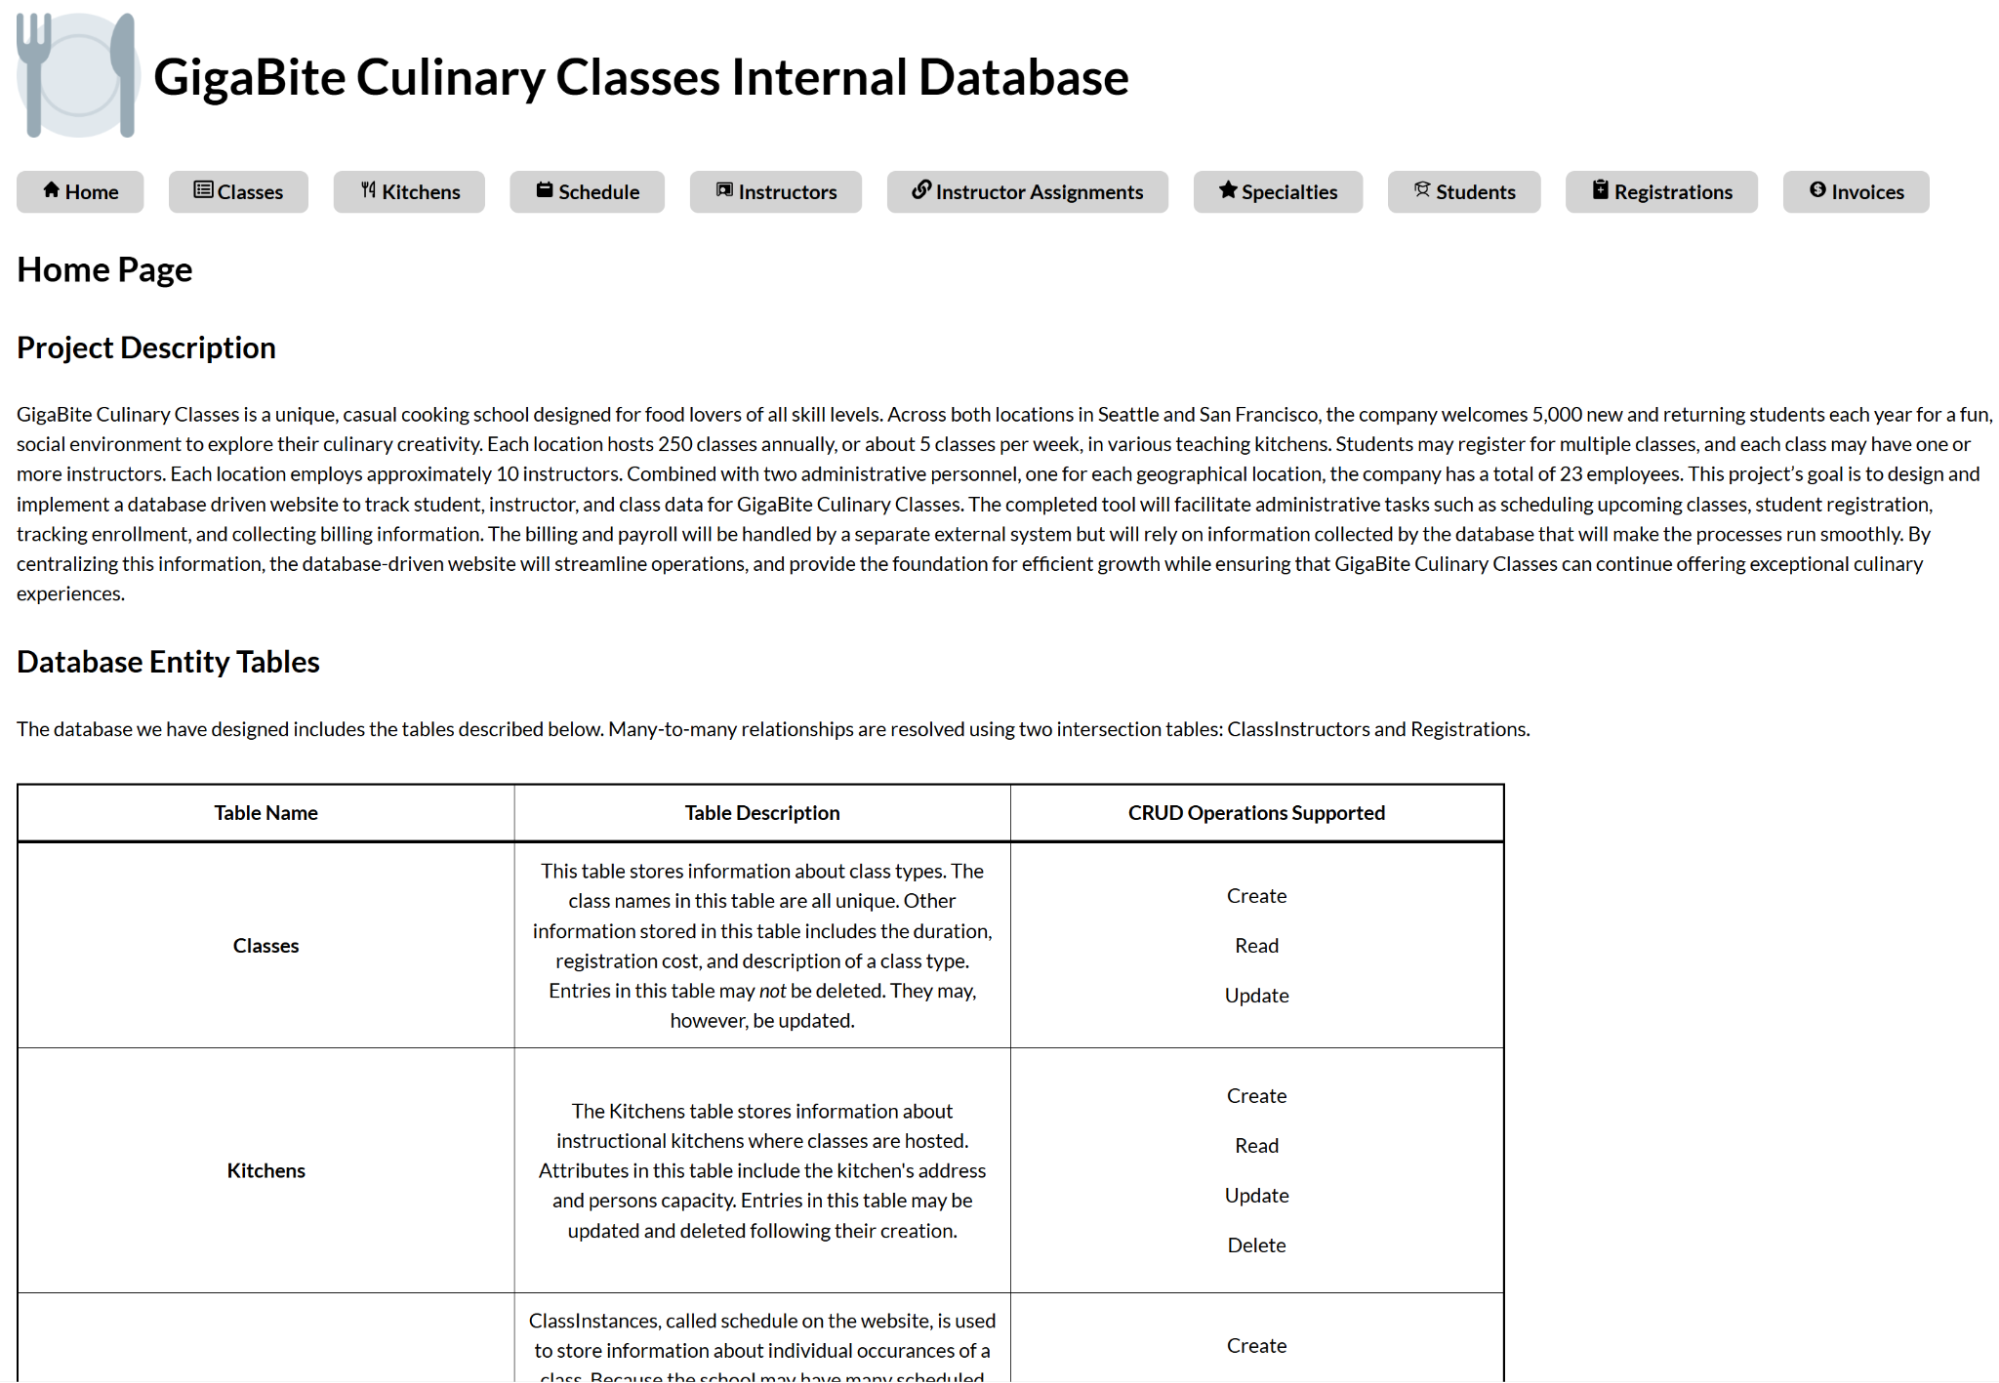 GigaBite Culinary Classes Internal Database
Home Classes Kitchens Schedule Instructors Instructor Assignments Specialties Students Registrations Invoices
Home Page
Project Description
GigaBite Culinary Classes is a unique, casual cooking school designed for food lovers of all skill levels. Across both locations in Seattle and San Francisco, the company welcomes 5,000 new and returning students each year for a fun,
social environment to explore their culinary creativity. Each location hosts 250 classes annually, or about 5 classes per week, in various teaching kitchens. Students may register for multiple classes, and each class may have one or
more instructors. Each location employs approximately 10 instructors. Combined with two administrative personnel, one for each geographical location, the company has a total of 23 employees. This project's goal is to design and
implement a database driven website to track student, instructor, and class data for GigaBite Culinary Classes. The completed tool will facilitate administrative tasks such as scheduling upcoming classes, student registration,
tracking enrollment, and collecting billing information. The billing and payroll will be handled by a separate external system but will rely on information collected by the database that will make the processes run smoothly. By
centralizing this information, the database-driven website will streamline operations, and provide the foundation for efficient growth while ensuring that GigaBite Culinary Classes can continue offering exceptional culinary
experiences.
Database Entity Tables
The database we have designed includes the tables described below. Many-to-many relationships are resolved using two intersection tables: ClassInstructors and Registrations.
Table Name Table Description CRUD Operations Supported
Classes
This table stores information about class types. The
class names in this table are all unique. Other
information stored in this table includes the duration,
registration cost, and description of a class type.
Entries in this table may not be deleted. They may,
however, be updated.
Create
Read
Update
Kitchens
The Kitchens table stores information about
instructional kitchens where classes are hosted.
Attributes in this table include the kitchen's address
and persons capacity. Entries in this table may be
updated and deleted following their creation.
Create
Read
Update
Delete
ClassInstances, called schedule on the website, is used
to store information about individual occurances of a
class. Because the school may have many scheduled
Create